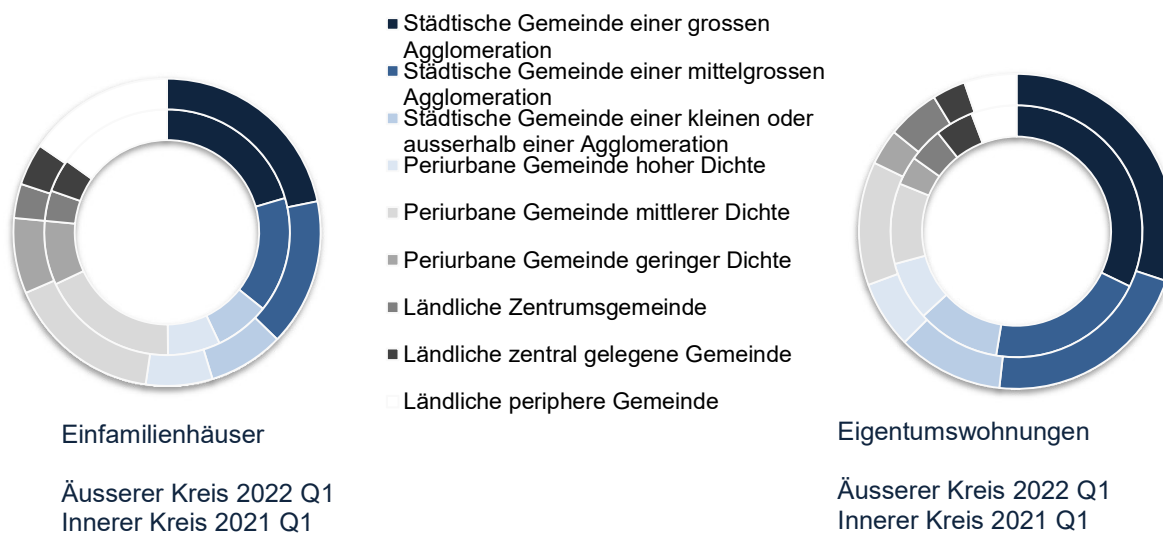 Städtische Gemeinde einer grossen
Agglomeration
Städtische Gemeinde einer mittelgrossen
Agglomeration
Städtische Gemeinde einer kleinen oder
ausserhalb einer Agglomeration
Periurbane Gemeinde hoher Dichte
Periurbane Gemeinde mittlerer Dichte
Periurbane Gemeinde geringer Dichte
Ländliche Zentrumsgemeinde
Ländliche zentral gelegene Gemeinde
Ländliche periphere Gemeinde
Einfamilienhäuser
Äusserer Kreis 2022 Q1
Innerer Kreis 2021 Q1
Eigentumswohnungen
Äusserer Kreis 2022 Q1
Innerer Kreis 2021 Q1